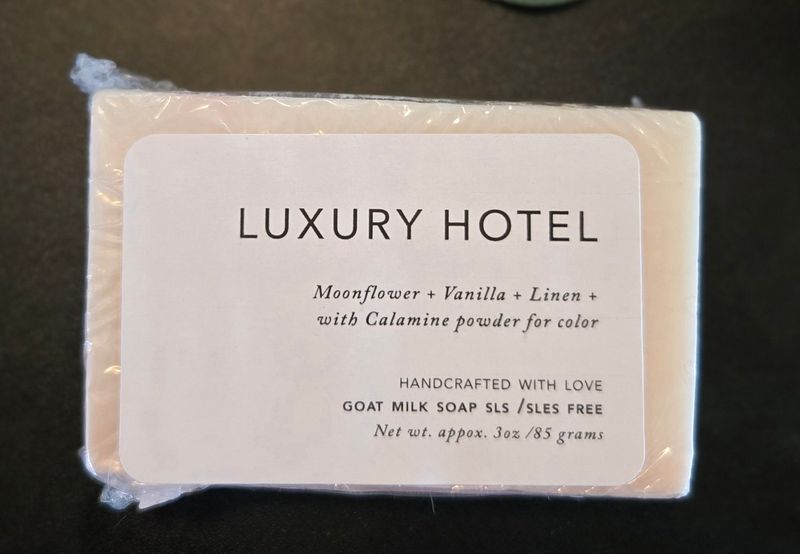 LUXURY HOTEL
Moonflower + Vanilla + Linen +
with Calamine powder for color
HANDCRAFTED WITH LOVE
GOAT MILK SOAP SLS /SLES FREE
Net wt. appox. 3oz /85 grams